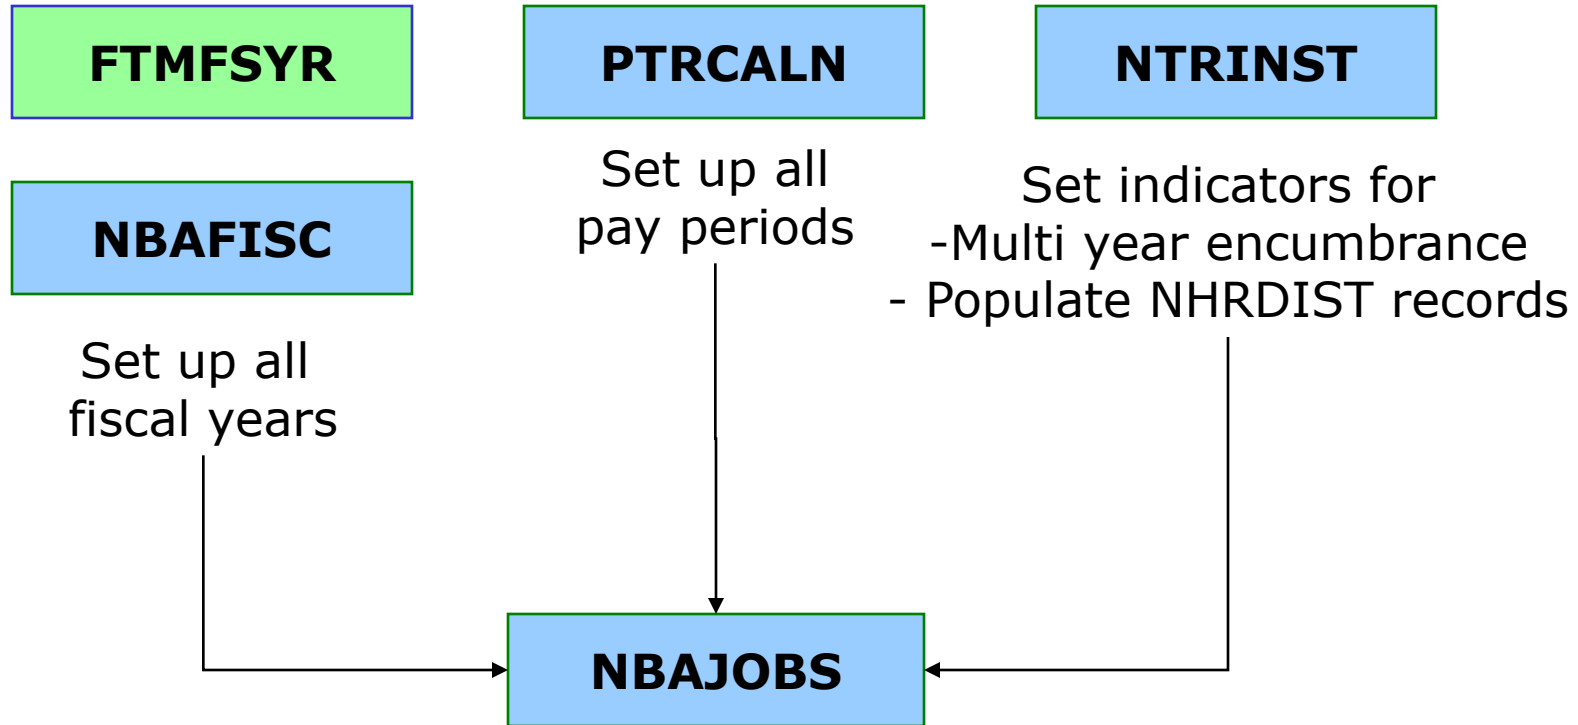 FTMFSYR
NBAFISC
Set up all
fiscal years
PTRCALN
Set up all
pay periods
NTRINST
Set indicators for
-Multi year encumbrance
- Populate NHRDIST records
NBAJOBS